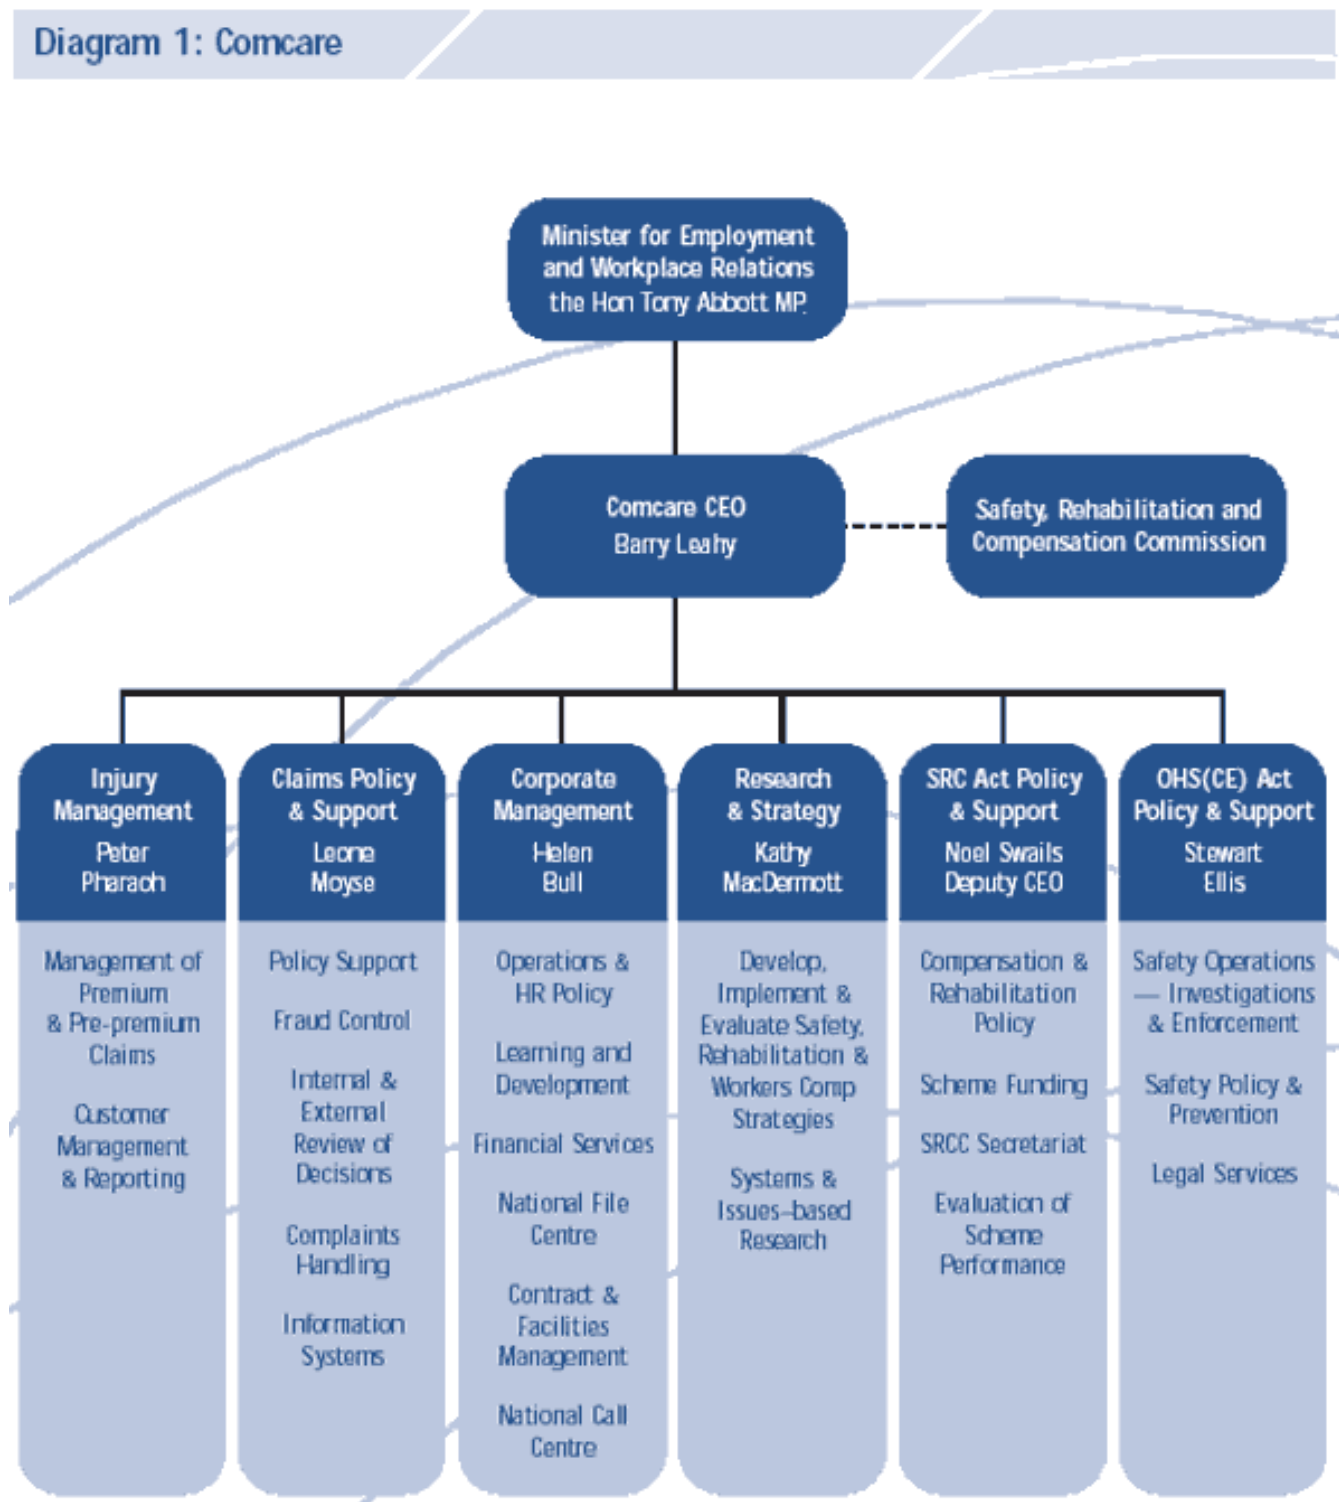 Diagram 1: Comcare
Minister for Employment
and Workplace Relations
the Hon Tony Abbott MP.
Comcare CEO
Barry Leahy
Safety, Rehabilitation and
Compensation Commission
Injury
Management
Peter
Pharaoh
Management of
Premium
& Pre-premium
Claims
Customer
Management
& Reporting
Claims Policy
& Support
Leone
Moyse
Policy Support
Fraud Control
Internal &
External
Review of
Decisions
Complaints
Handling
Information
Systems
Corporate
Management
Helen
Bull
Operations &
HR Policy
Learning and
Development
Financial Services
National File
Centre
Contract &
Facilities
Management
National Call
Centre
Research
& Strategy
Kathy
MacDermott
Develop,
Implement &
Evaluate Safety,
Rehabilitation &
Workers Comp
Strategies
Systems &
Issues–based
Research
SRC Act Policy
& Support
Noel Swails
Deputy CEO
Compensation &
Rehabilitation
Policy
Scheme Funding
SRCC Secretariat
Evaluation of
Scheme
Performance
OHS(CE) Act
Policy & Support
Stewart
Ellis
Safety Operations
— Investigations
& Enforcement
Safety Policy &
Prevention
Legal Services